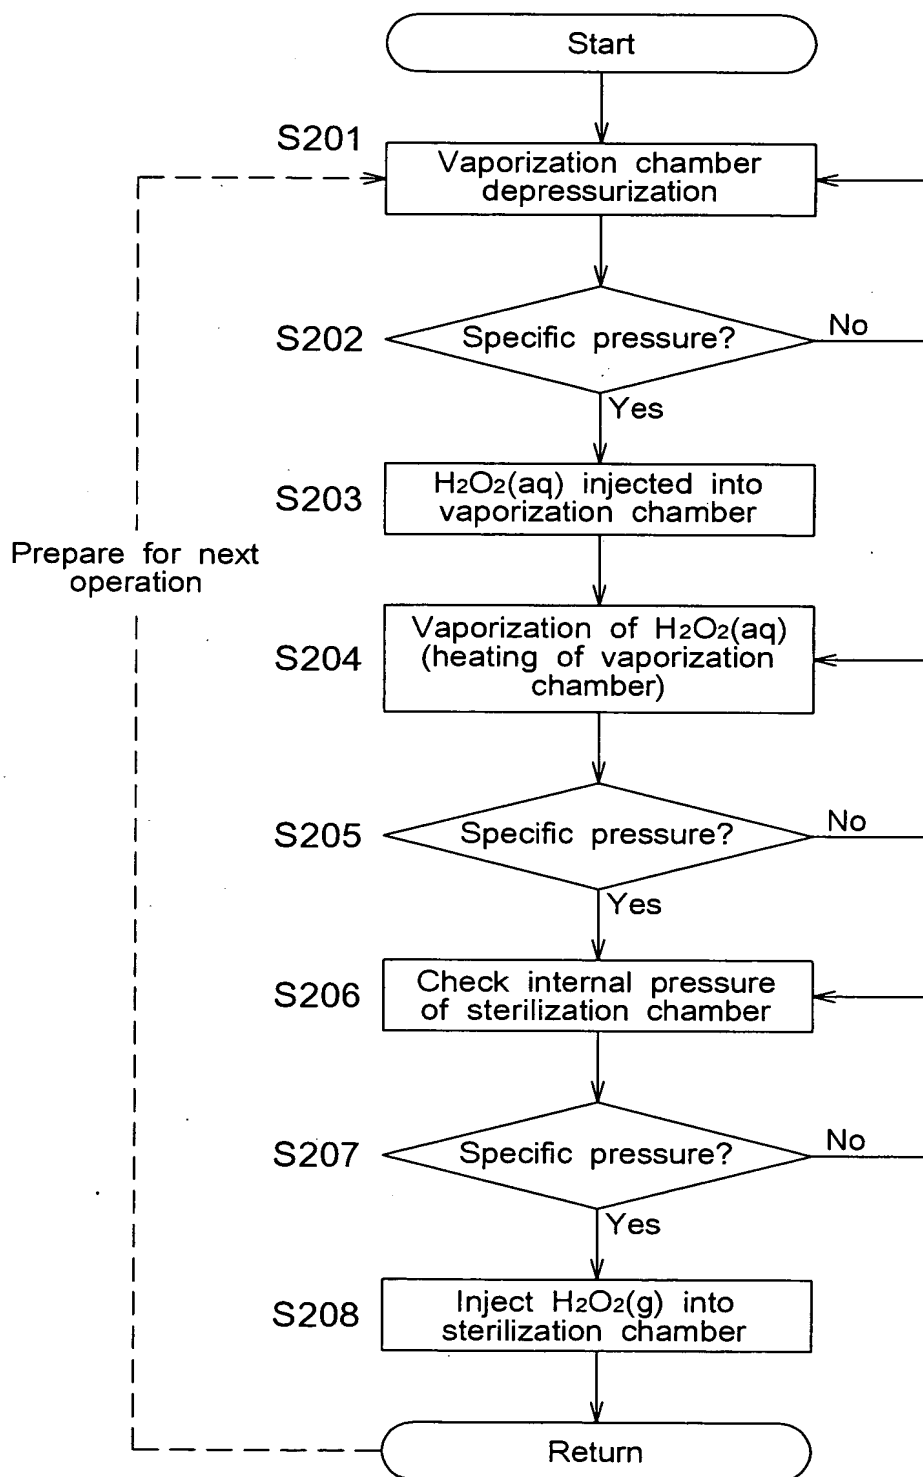 Start
S201
Vaporization chamber
depressurization
S202
Specific pressure?
No
Yes
S203
H₂O₂(aq) injected into
vaporization chamber
Prepare for next
operation
S204
Vaporization of H₂O₂(aq)
(heating of vaporization
chamber)
S205
Specific pressure?
No
Yes
S206
Check internal pressure
of sterilization chamber
S207
Specific pressure?
No
Yes
S208
Inject H₂O₂(g) into
sterilization chamber
Return